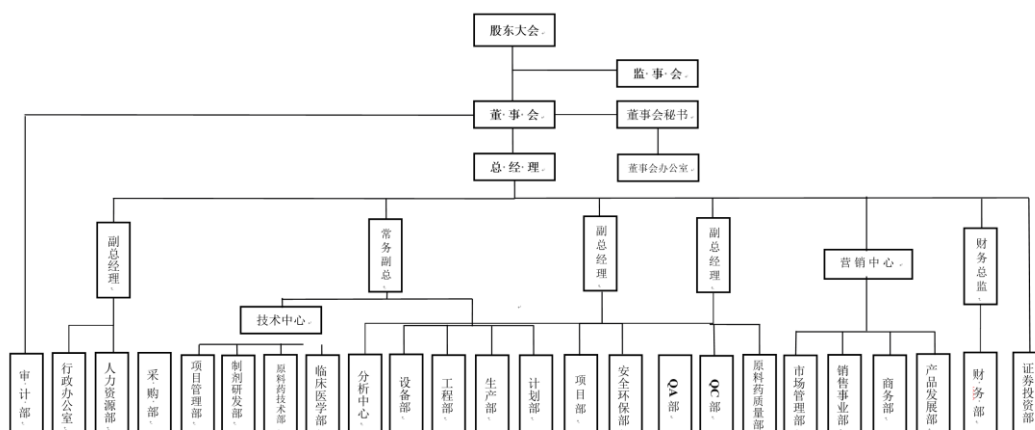 股东大会
监·事·会
董·事·会
董事会秘书
总·经·理
董事会办公室
副总经理
常务副总
副总经理
副总经理
营销中心
财务总监
技术中心
审·计·部
行政办公室
人力资源部
采·购·部
项目管理部
制剂研发部
原料药技术部
临床医学部
分析中心
设备部
工程部
生产部
计划部
项目部
安全环保部
QA部
QC部
原料药质量部
市场管理部
销售事业部
商务部
产品发展部
财·务·部
证券投资部